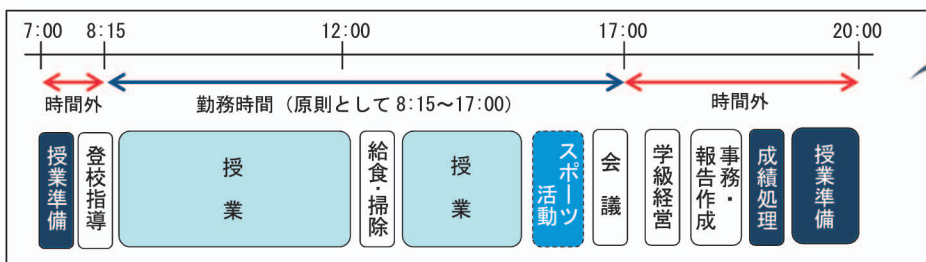 7:00 8:15 12:00 17:00 20:00
時間外 勤務時間（原則として8:15～17:00） 時間外
授業準備
登校指導
授業
給食・掃除
授業
スポーツ
活動
会議
学級経営
事務・
報告作成
成績処理
授業準備